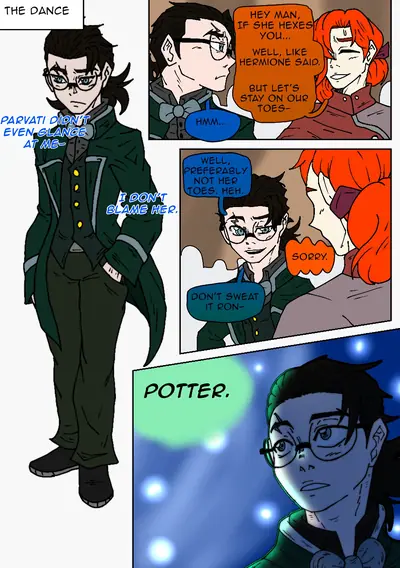 THE DANCE
PARVATI DIDN'T
EVEN GLANCE
AT ME~
I DON'T
BLAME HER.
HEY MAN,
IF SHE HEXES
YOU...
WELL, LIKE
HERMIONE SAID.
BUT LET'S
STAY ON OUR
TOES~
HMM...
WELL,
PREFERABLY
NOT HER
TOES. HEH.
SORRY.
DON'T SWEAT
IT RON~
POTTER.